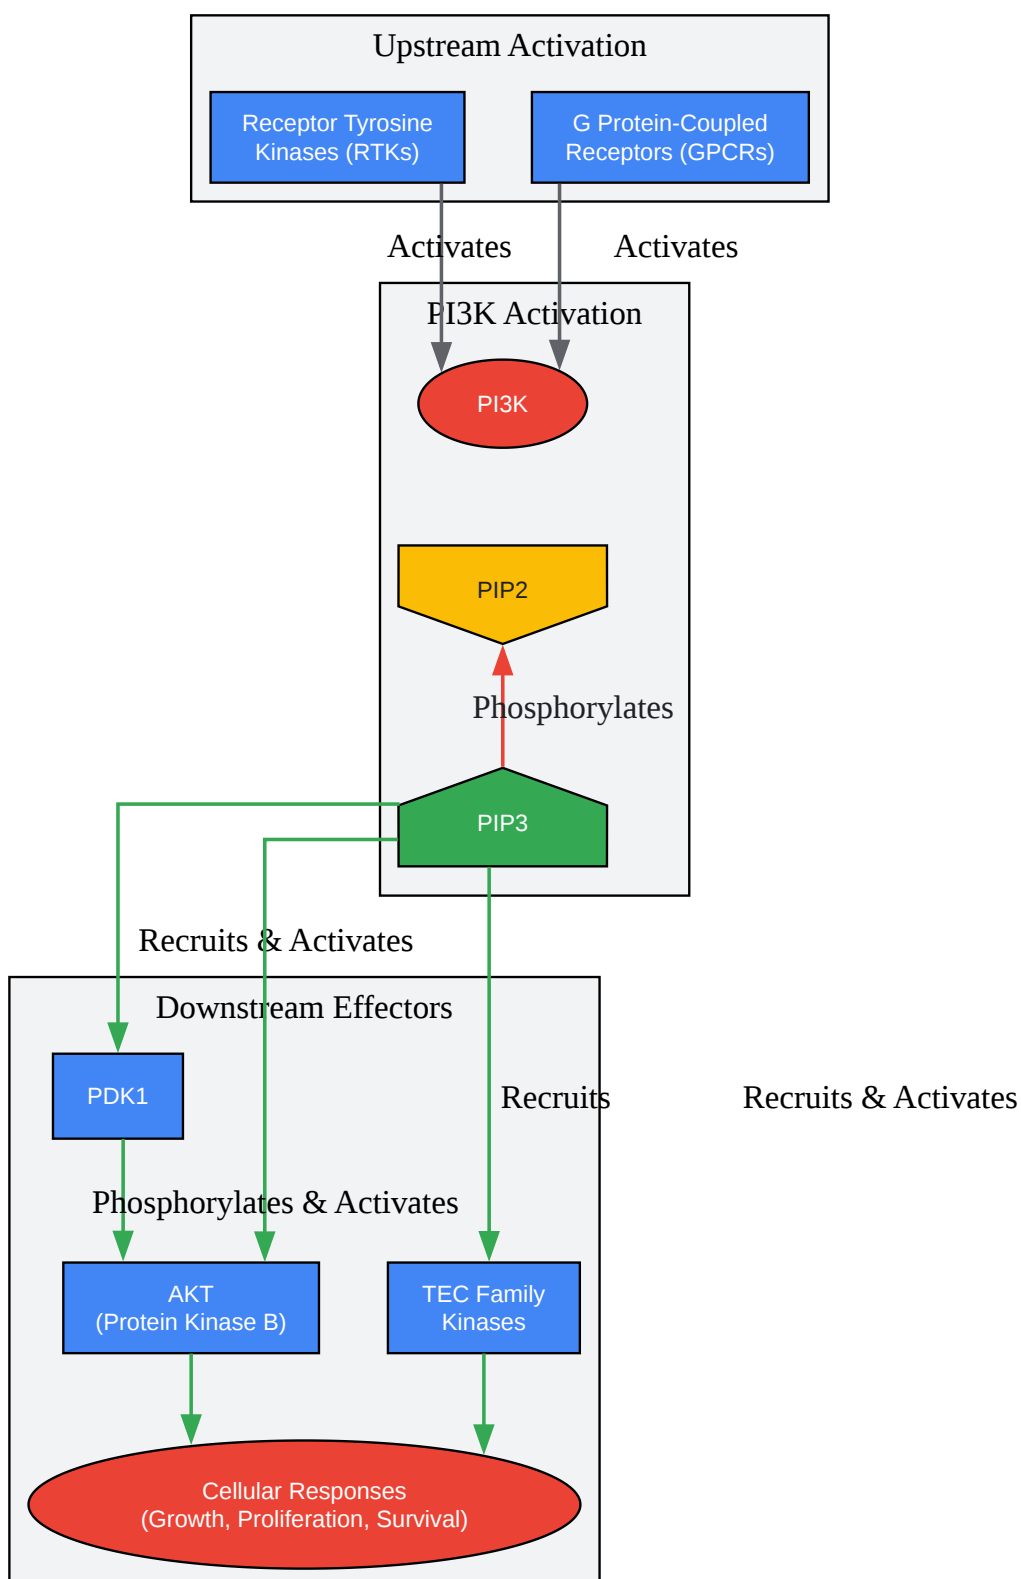 Upstream Activation
Receptor Tyrosine
Kinases (RTKs)
G Protein-Coupled
Receptors (GPCRs)
Activates
Activates
PI3K Activation
PI3K
PIP2
Phosphorylates
PIP3
Recruits & Activates
Downstream Effectors
PDK1
Recruits
Recruits & Activates
Phosphorylates & Activates
AKT
(Protein Kinase B)
TEC Family
Kinases
Cellular Responses
(Growth, Proliferation, Survival)